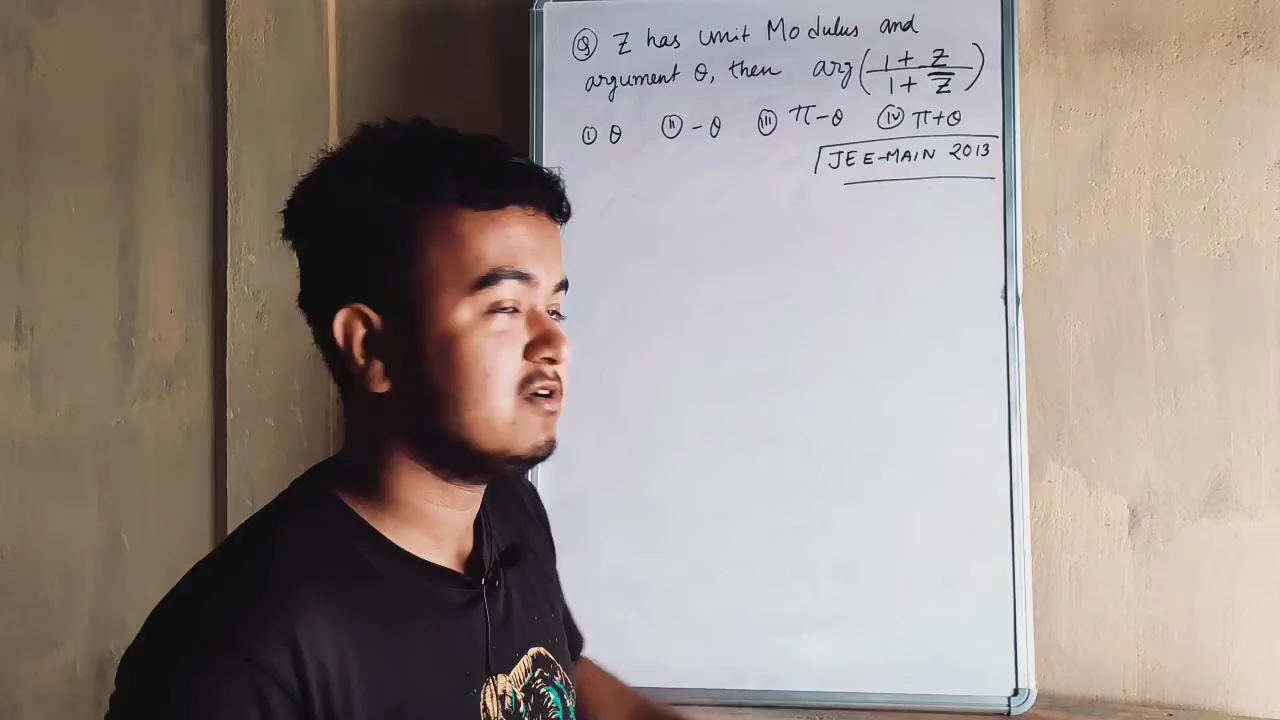 Q Z has unit Modulus and
argument θ, then arg(1+z/1+z̅)
(i) θ (ii) -θ (iii) π-θ (iv) π+θ
JEE-MAIN 2013